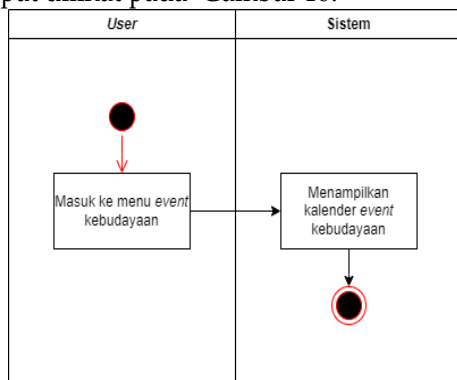 User
Sistem
Masuk ke menu event
kebudayaan
Menampilkan
kalender event
kebudayaan